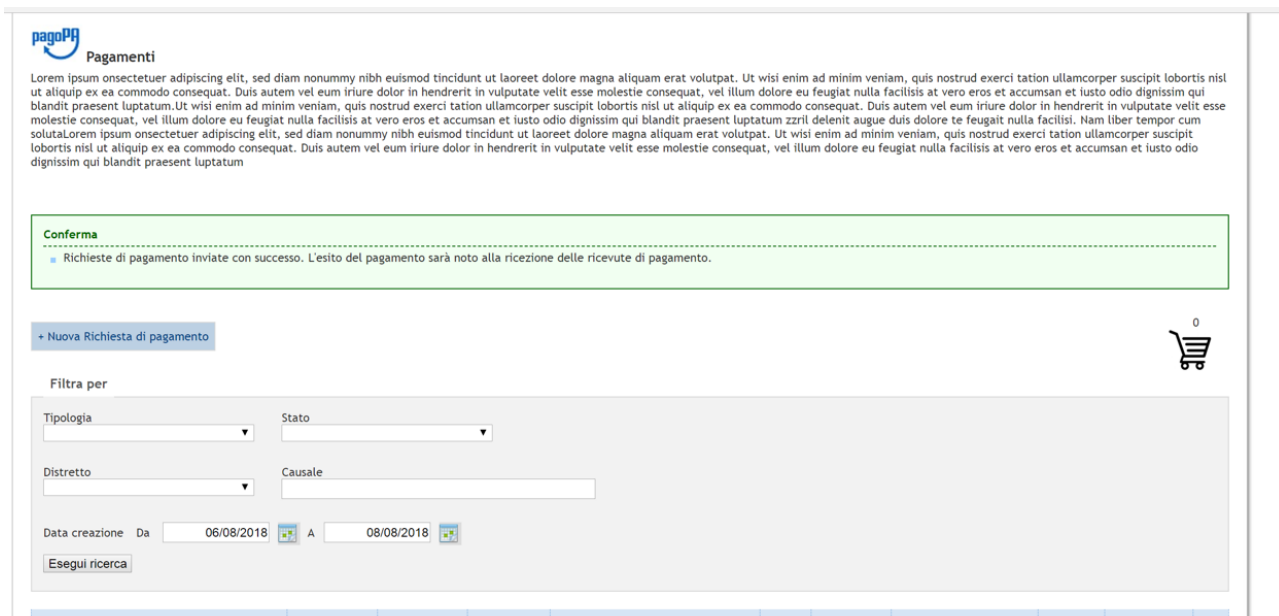 pagoPA
Pagamenti
Lorem ipsum onsectetuer adipiscing elit, sed diam nonummy nibh euismod tincidunt ut laoreet dolore magna aliquam erat volutpat. Ut wisi enim ad minim veniam, quis nostrud exerci tation ullamcorper suscipit lobortis nisl
ut aliquip ex ea commodo consequat. Duis autem vel eum iriure dolor in hendrerit in vulputate velit esse molestie consequat, vel illum dolore eu feugiat nulla facilisis at vero eros et accumsan et iusto odio dignissim qui
blandit praesent luptatum.Ut wisi enim ad minim veniam, quis nostrud exerci tation ullamcorper suscipit lobortis nisl ut aliquip ex ea commodo consequat. Duis autem vel eum iriure dolor in hendrerit in vulputate velit esse
molestie consequat, vel illum dolore eu feugiat nulla facilisis at vero eros et accumsan et iusto odio dignissim qui blandit praesent luptatum zzril delenit augue duis dolore te feugait nulla facilisi. Nam liber tempor cum
solutaLorem ipsum onsectetuer adipiscing elit, sed diam nonummy nibh euismod tincidunt ut laoreet dolore magna aliquam erat volutpat. Ut wisi enim ad minim veniam, quis nostrud exerci tation ullamcorper suscipit
lobortis nisl ut aliquip ex ea commodo consequat. Duis autem vel eum iriure dolor in hendrerit in vulputate velit esse molestie consequat, vel illum dolore eu feugiat nulla facilisis at vero eros et accumsan et iusto odio
dignissim qui blandit praesent luptatum
Conferma
Richieste di pagamento inviate con successo. L'esito del pagamento sarà noto alla ricezione delle ricevute di pagamento.
+ Nuova Richiesta di pagamento
0
Filtra per
Tipologia Stato
Distretto Causale
Data creazione Da 06/08/2018 A 08/08/2018
Esegui ricerca